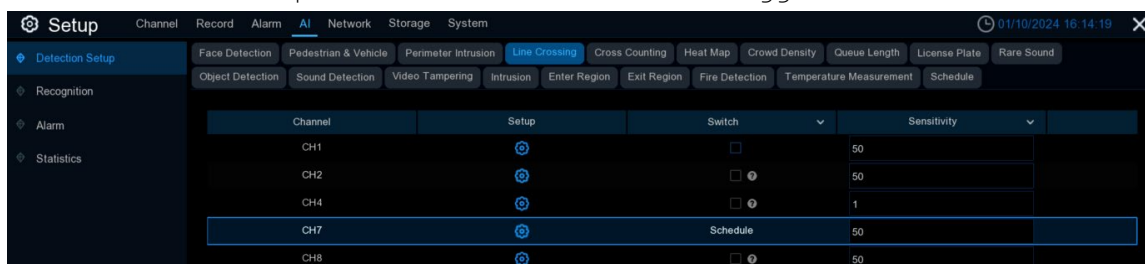 Setup Channel Record Alarm AI Network Storage System 01/10/2024 16:14:19
Detection Setup
Recognition
Alarm
Statistics
Face Detection Pedestrian & Vehicle Perimeter Intrusion Line Crossing Cross Counting Heat Map Crowd Density Queue Length License Plate Rare Sound
Object Detection Sound Detection Video Tampering Intrusion Enter Region Exit Region Fire Detection Temperature Measurement Schedule
Channel Setup Switch Sensitivity
CH1 50
CH2 50
CH4 1
CH7 Schedule 50
CH8 50